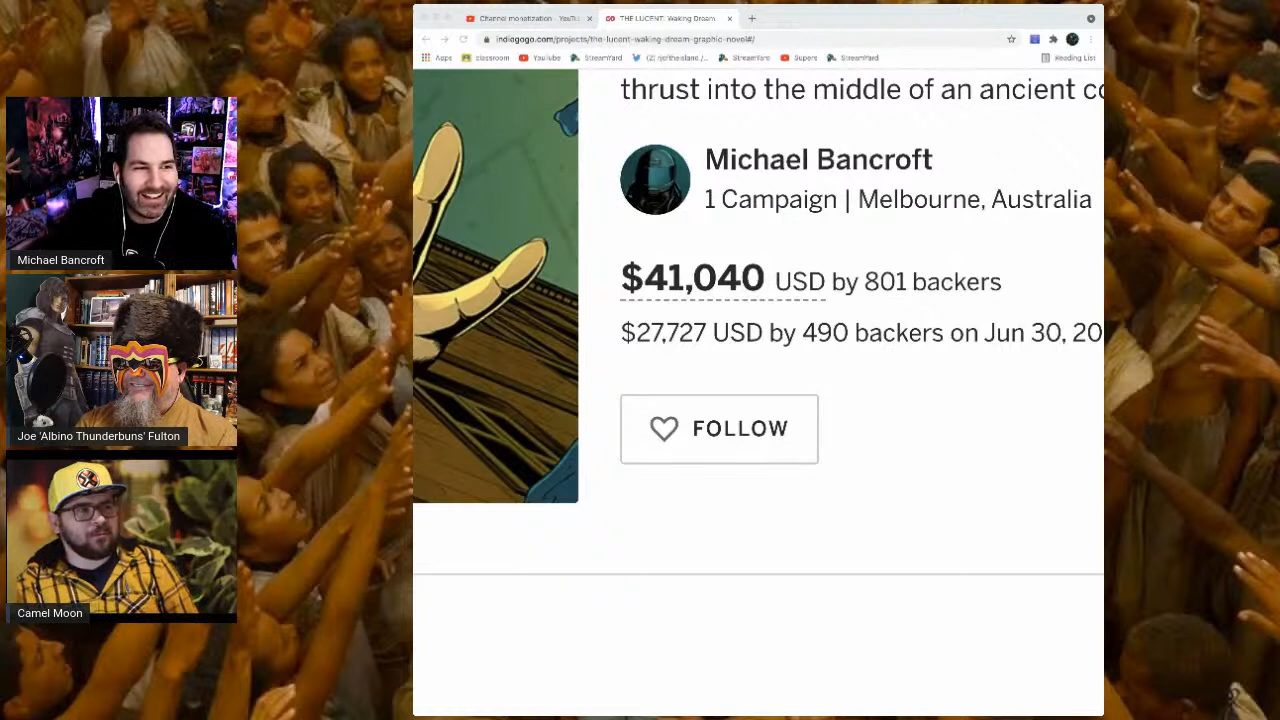 Channel monetization - YouTu
THE LUCENT: Waking Dream
indiegogo.com/projects/the-lucent-waking-dream-graphic-novel#/
Apps
classroom
Youtube
StreamYard
StreamYard
Supers
StreamYard
Reading List
thrust into the middle of an ancient co
Michael Bancroft
1 Campaign | Melbourne, Australia
$41,040 USD by 801 backers
$27,727 USD by 490 backers on Jun 30, 20
FOLLOW
Michael Bancroft
Joe 'Albino Thunderbuns' Fulton
Camel Moon